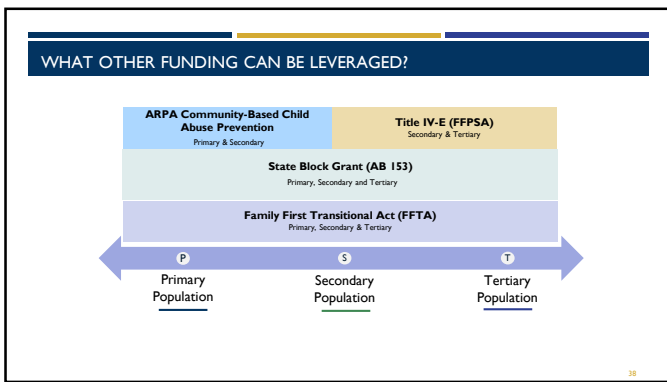 WHAT OTHER FUNDING CAN BE LEVERAGED?
ARPA Community-Based Child
Abuse Prevention
Primary & Secondary
Title IV-E (FFPSA)
Secondary & Tertiary
State Block Grant (AB 153)
Primary, Secondary and Tertiary
Family First Transitional Act (FFTA)
Primary, Secondary & Tertiary
P
S
T
Primary
Population
Secondary
Population
Tertiary
Population
38